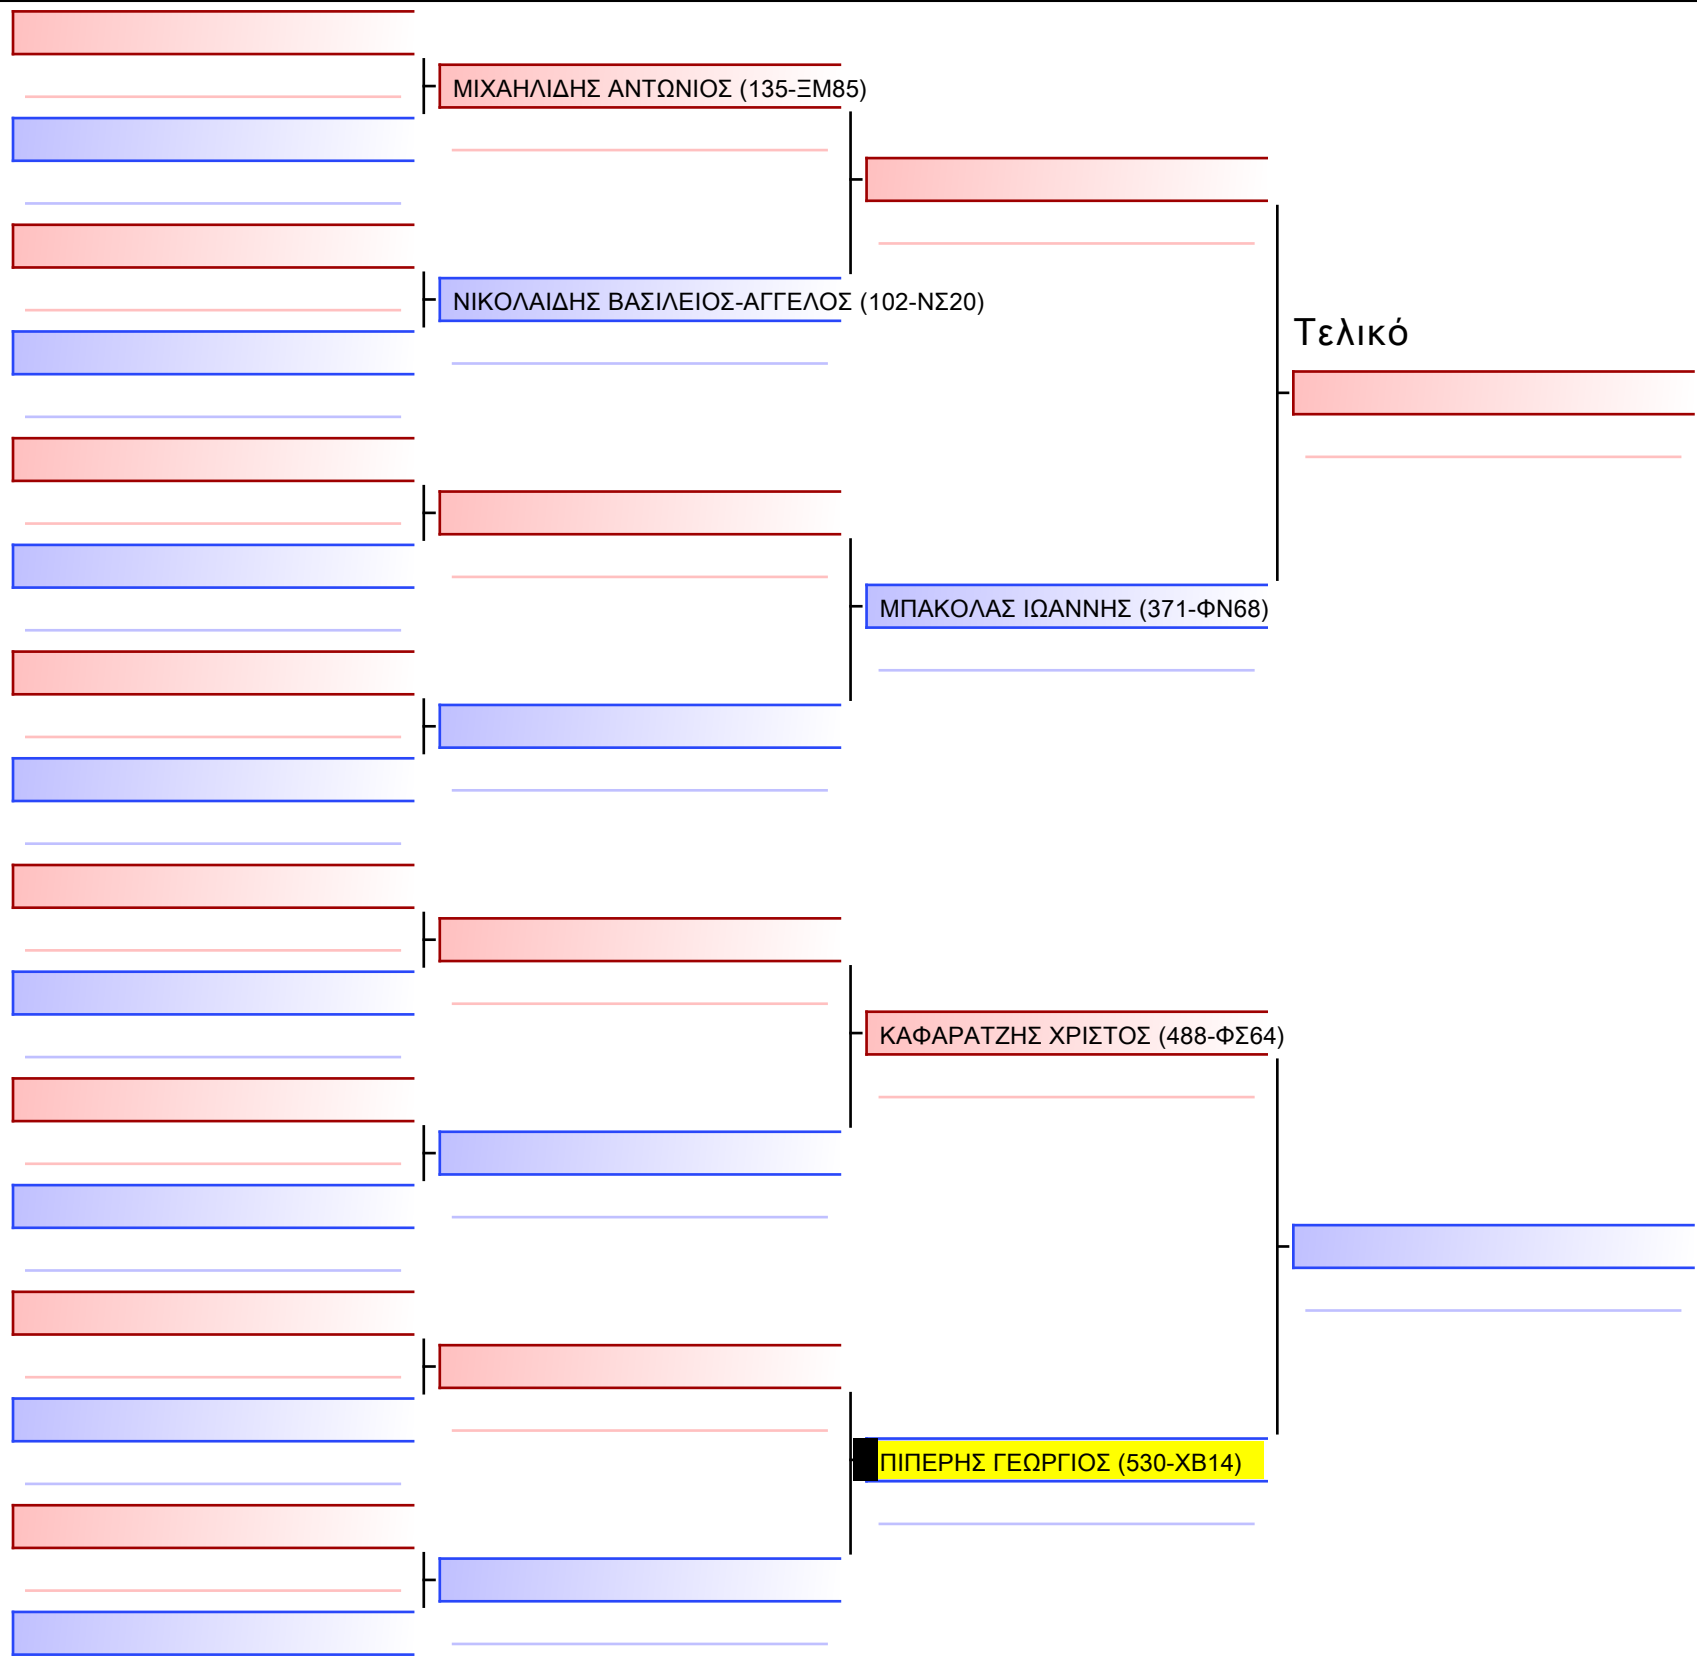 ΜΙΧΑΗΛΙΔΗΣ ΑΝΤΩΝΙΟΣ (135-ΞΜ85)
ΝΙΚΟΛΑΙΔΗΣ ΒΑΣΙΛΕΙΟΣ-ΑΓΓΕΛΟΣ (102-ΝΣ20)
Τελικό
ΜΠΑΚΟΛΑΣ ΙΩΑΝΝΗΣ (371-ΦΝ68)
ΚΑΦΑΡΑΤΖΗΣ ΧΡΙΣΤΟΣ (488-ΦΣ64)
ΠΙΠΕΡΗΣ ΓΕΩΡΓΙΟΣ (530-ΧΒ14)